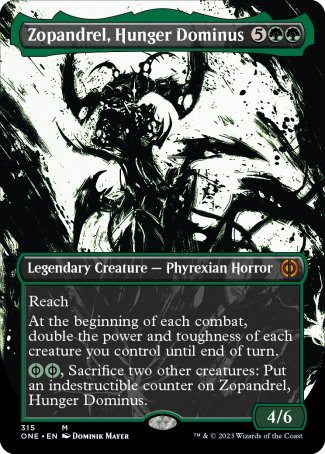 Zopandrel, Hunger Dominus 5
Legendary Creature — Phyrexian Horror
Reach
At the beginning of each combat,
double the power and toughness of each
creature you control until end of turn.
, Sacrifice two other creatures: Put
an indestructible counter on Zopandrel,
Hunger Dominus.
4/6
315 M
ONE • EN Dominik Mayer
™ & © 2023 Wizards of the Coast